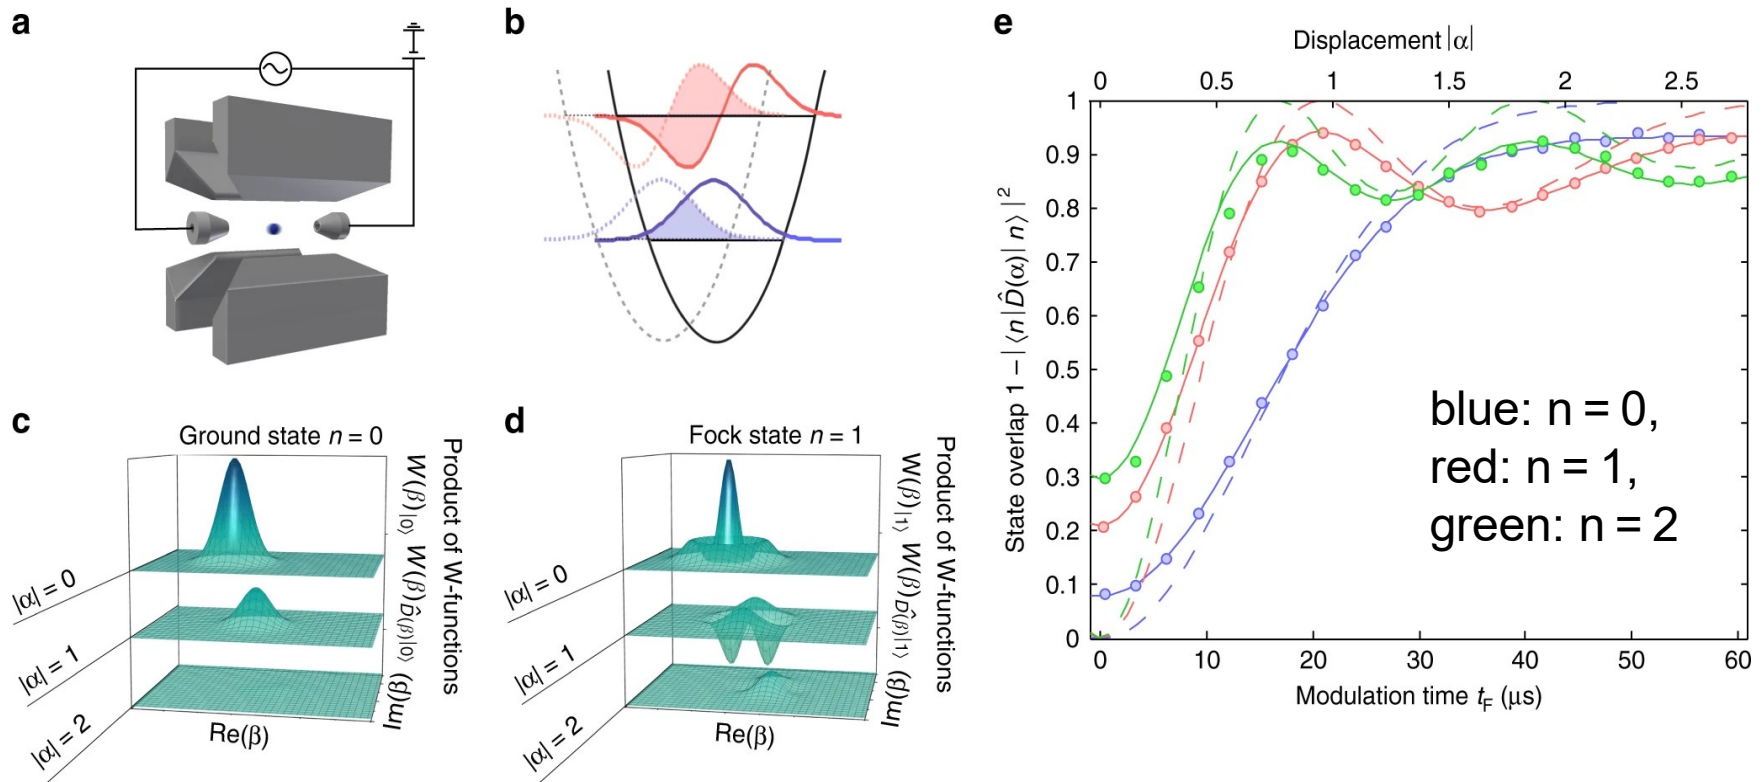 a
b
c
Ground state n = 0
W(β)|0⟩ W(β)D̂(β)|0⟩
Product of W-functions
|α| = 0
|α| = 1
|α| = 2
Re(β)
Im(β)
d
Fock state n = 1
W(β)|1⟩ W(β)D̂(β)|1⟩
Product of W-functions
|α| = 0
|α| = 1
|α| = 2
Re(β)
Im(β)
e
Displacement |α|
0 0.5 1 1.5 2 2.5
State overlap 1 − |⟨n|D̂(α)|n⟩|²
1
0.9
0.8
0.7
0.6
0.5
0.4
0.3
0.2
0.1
0
blue: n = 0,
red: n = 1,
green: n = 2
0 10 20 30 40 50 60
Modulation time tF (μs)